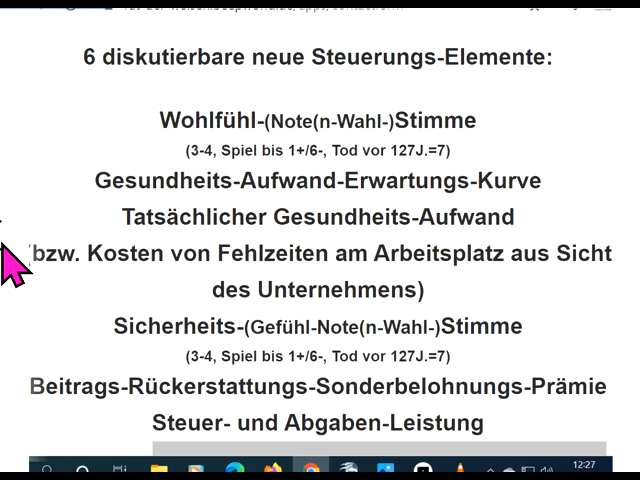 6 diskutierbare neue Steuerungs-Elemente:
Wohlfühl-(Note(n-Wahl-)Stimme
(3-4, Spiel bis 1+/6-, Tod vor 127J.=7)
Gesundheits-Aufwand-Erwartungs-Kurve
Tatsächlicher Gesundheits-Aufwand
(bzw. Kosten von Fehlzeiten am Arbeitsplatz aus Sicht
des Unternehmens)
Sicherheits-(Gefühl-Note(n-Wahl-)Stimme
(3-4, Spiel bis 1+/6-, Tod vor 127J.=7)
Beitrags-Rückerstattungs-Sonderbelohnungs-Prämie
Steuer- und Abgaben-Leistung
12:27